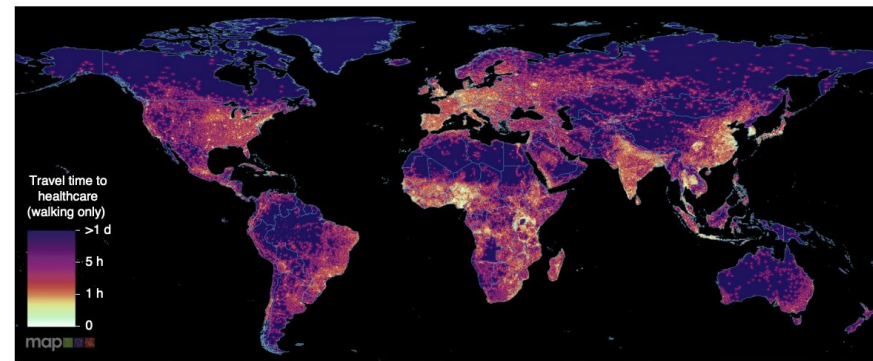 Travel time to
healthcare
(walking only)
>1 d
5 h
1 h
0
map